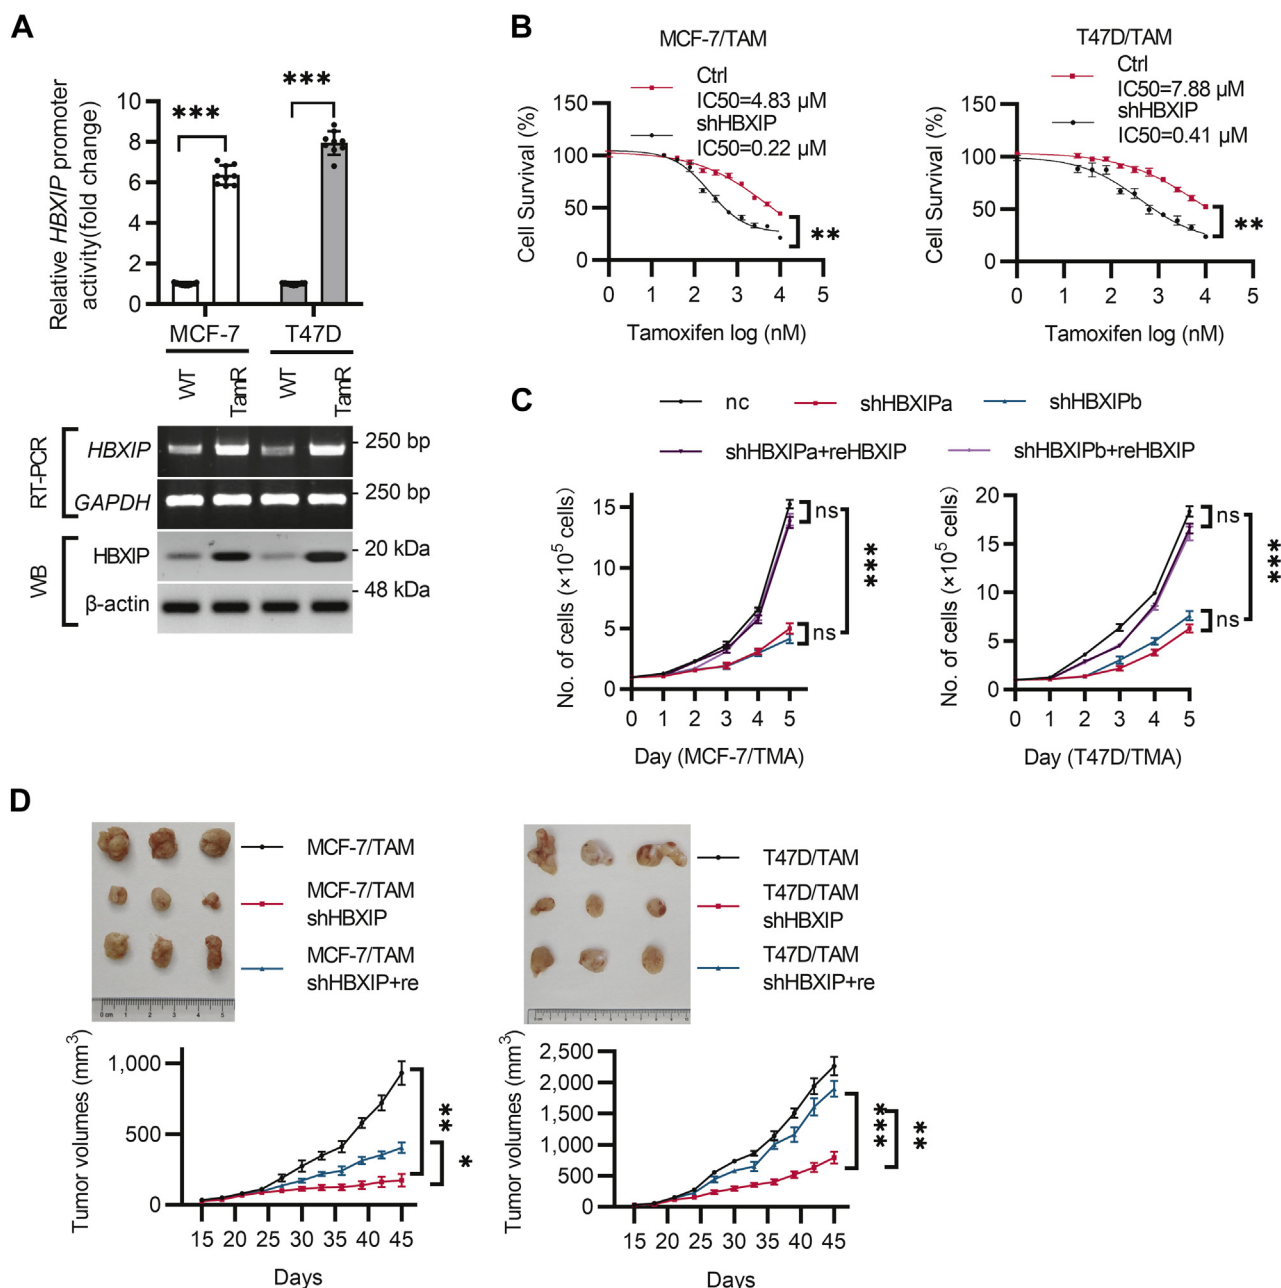 A
Relative HBXIP promoter
activity(fold change)
10
8
6
4
2
0
***
***
MCF-7
T47D
WT
TamR
WT
TamR
RT-PCR
HBXIP
250 bp
GAPDH
250 bp
WB
HBXIP
20 kDa
β-actin
48 kDa
B
MCF-7/TAM
Ctrl
IC50=4.83 μM
shHBXIP
IC50=0.22 μM
Cell Survival (%)
150
100
50
0
**
0 1 2 3 4 5
Tamoxifen log (nM)
T47D/TAM
Ctrl
IC50=7.88 μM
shHBXIP
IC50=0.41 μM
Cell Survival (%)
150
100
50
0
**
0 1 2 3 4 5
Tamoxifen log (nM)
C
nc
shHBXIPa
shHBXIPb
shHBXIPa+reHBXIP
shHBXIPb+reHBXIP
No. of cells (×10⁵ cells)
15
10
5
0
ns
ns
***
0 1 2 3 4 5
Day (MCF-7/TMA)
No. of cells (×10⁵ cells)
20
15
10
5
0
ns
ns
***
0 1 2 3 4 5
Day (T47D/TMA)
D
MCF-7/TAM
MCF-7/TAM
shHBXIP
MCF-7/TAM
shHBXIP+re
0 cm 1 2 3 4 5
Tumor volumes (mm³)
1,000
500
0
**
*
15 20 25 30 35 40 45
Days
T47D/TAM
T47D/TAM
shHBXIP
T47D/TAM
shHBXIP+re
Tumor volumes (mm³)
2,500
2,000
1,500
1,000
500
0
***
**
15 20 25 30 35 40 45
Days